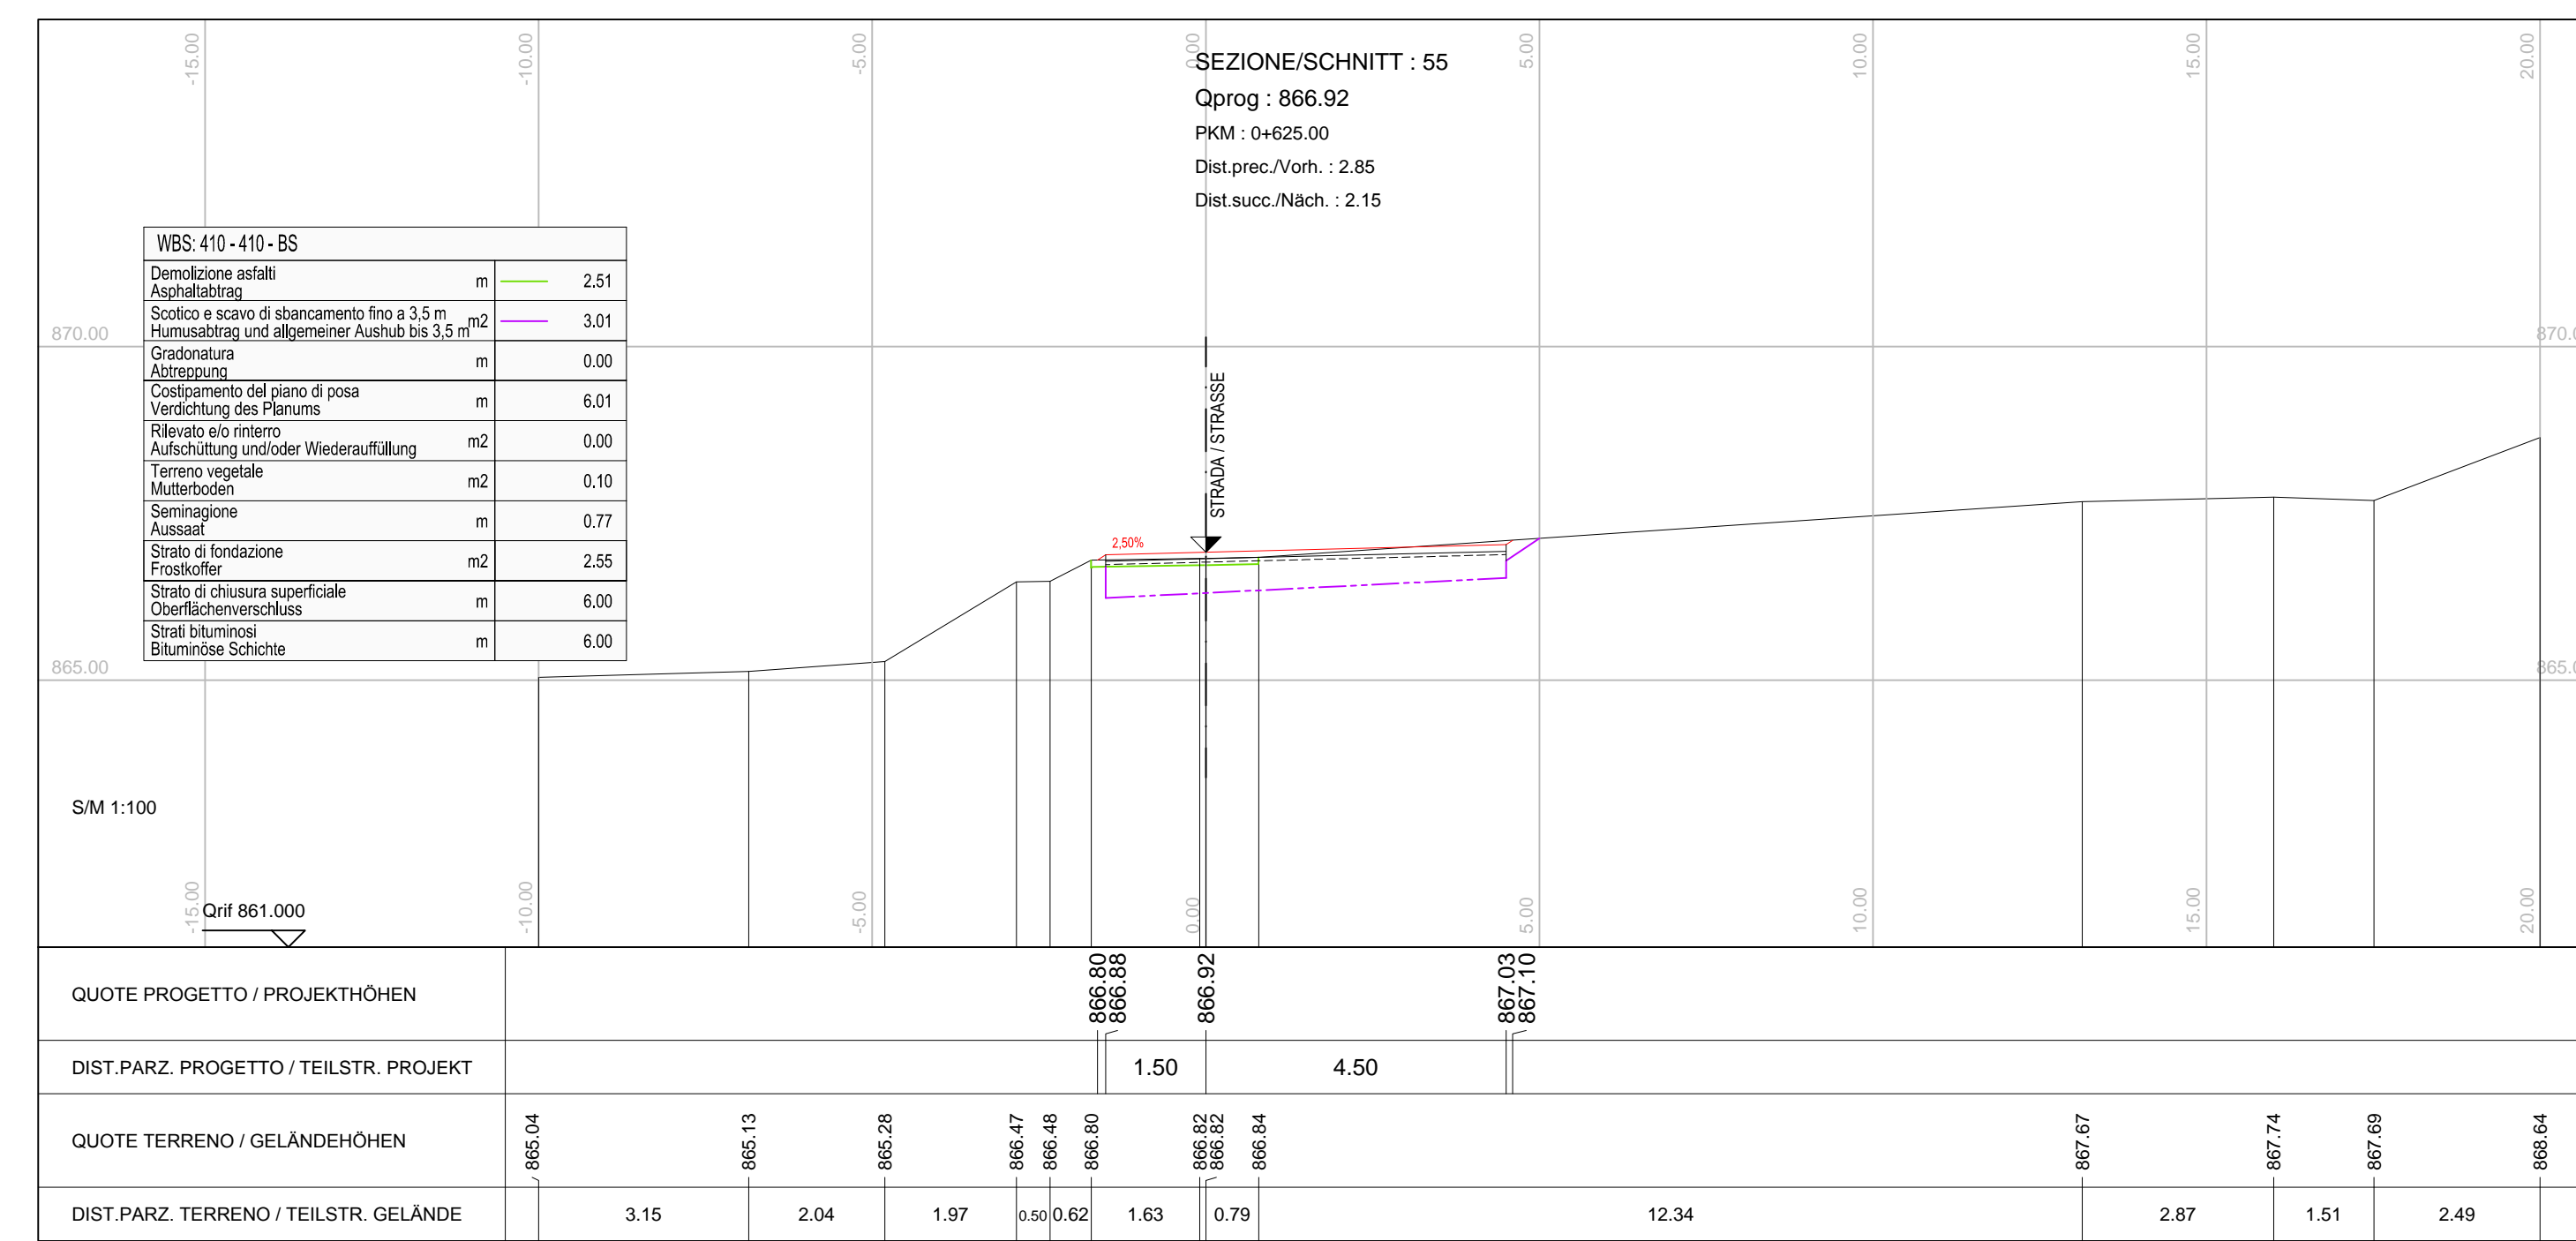 -15.00
-10.00
-5.00
0.00
5.00
10.00
15.00
20.00
SEZIONE/SCHNITT : 55
Qprog : 866.92
PKM : 0+625.00
Dist.prec./Vorh. : 2.85
Dist.succ./Näch. : 2.15
WBS: 410 - 410 - BS
Demolizione asfalti
Asphaltabtrag
m
2.51
Scotico e scavo di sbancamento fino a 3,5 m
Humusabtrag und allgemeiner Aushub bis 3,5 m
m2
3.01
Gradonatura
Abtreppung
m
0.00
Costipamento del piano di posa
Verdichtung des Planums
m
6.01
Rilevato e/o rinterro
Aufschüttung und/oder Wiederauffüllung
m2
0.00
Terreno vegetale
Mutterboden
m2
0.10
Seminagione
Aussaat
m
0.77
Strato di fondazione
Frostkoffer
m2
2.55
Strato di chiusura superficiale
Oberflächenverschluss
m
6.00
Strati bituminosi
Bituminöse Schichte
m
6.00
870.00
870.0
STRADA / STRASSE
2,50%
865.00
865.0
S/M 1:100
Qrif 861.000
-15.00
-10.00
-5.00
0.00
5.00
10.00
15.00
20.00
QUOTE PROGETTO / PROJEKTHÖHEN
866.80
866.88
866.92
867.03
867.10
DIST.PARZ. PROGETTO / TEILSTR. PROJEKT
1.50
4.50
QUOTE TERRENO / GELÄNDEHÖHEN
865.04
865.13
865.28
866.47
866.48
866.80
866.82
866.82
866.84
867.67
867.74
867.69
868.64
DIST.PARZ. TERRENO / TEILSTR. GELÄNDE
3.15
2.04
1.97
0.50
0.62
1.63
0.79
12.34
2.87
1.51
2.49